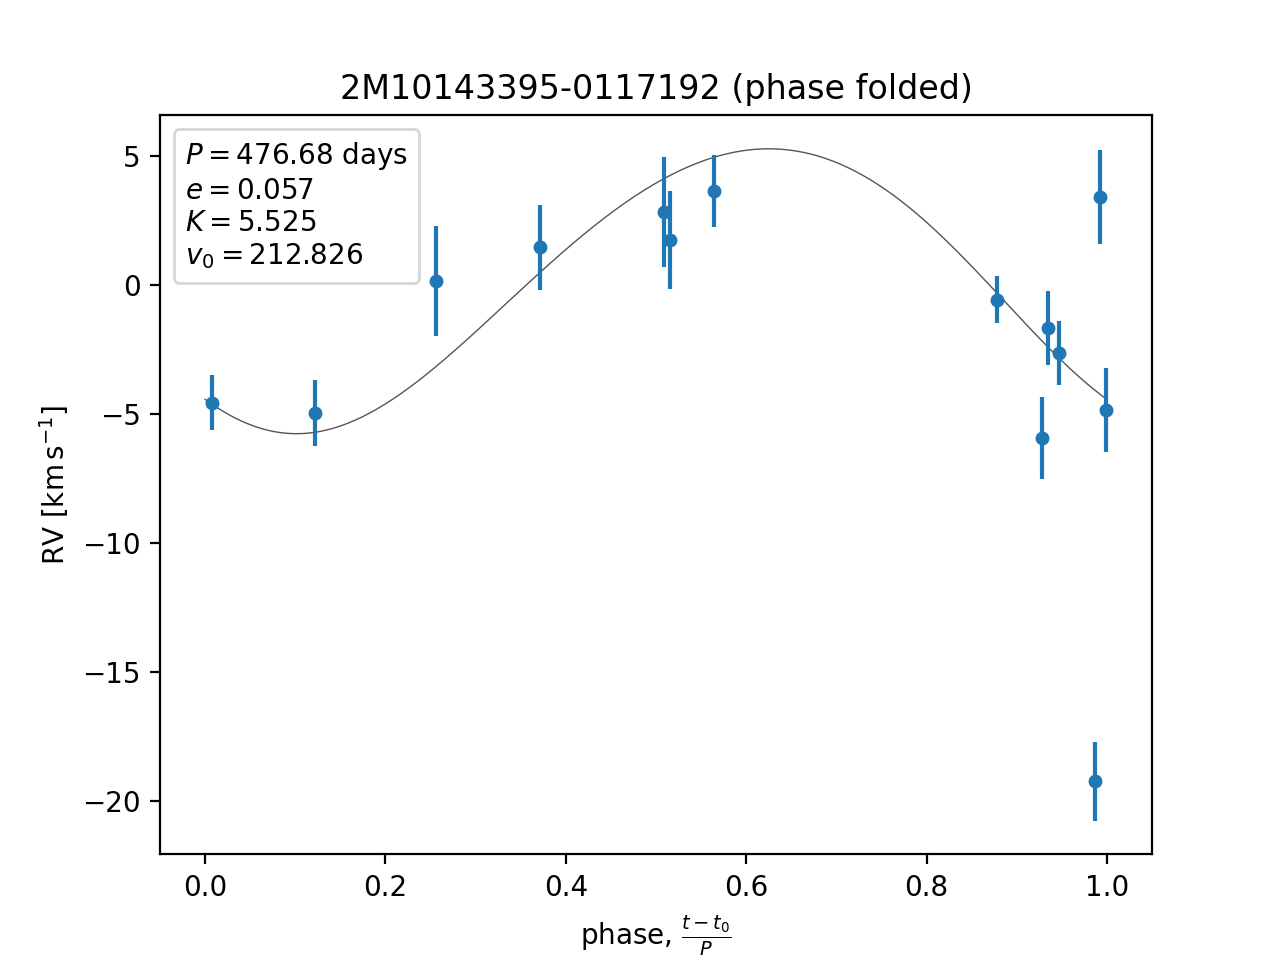 2M10143395-0117192 (phase folded)
P = 476.68 days
e = 0.057
K = 5.525
v₀ = 212.826
5
0
−5
−10
−15
−20
RV [km s⁻¹]
0.0 0.2 0.4 0.6 0.8 1.0
phase, (t − t₀)/P